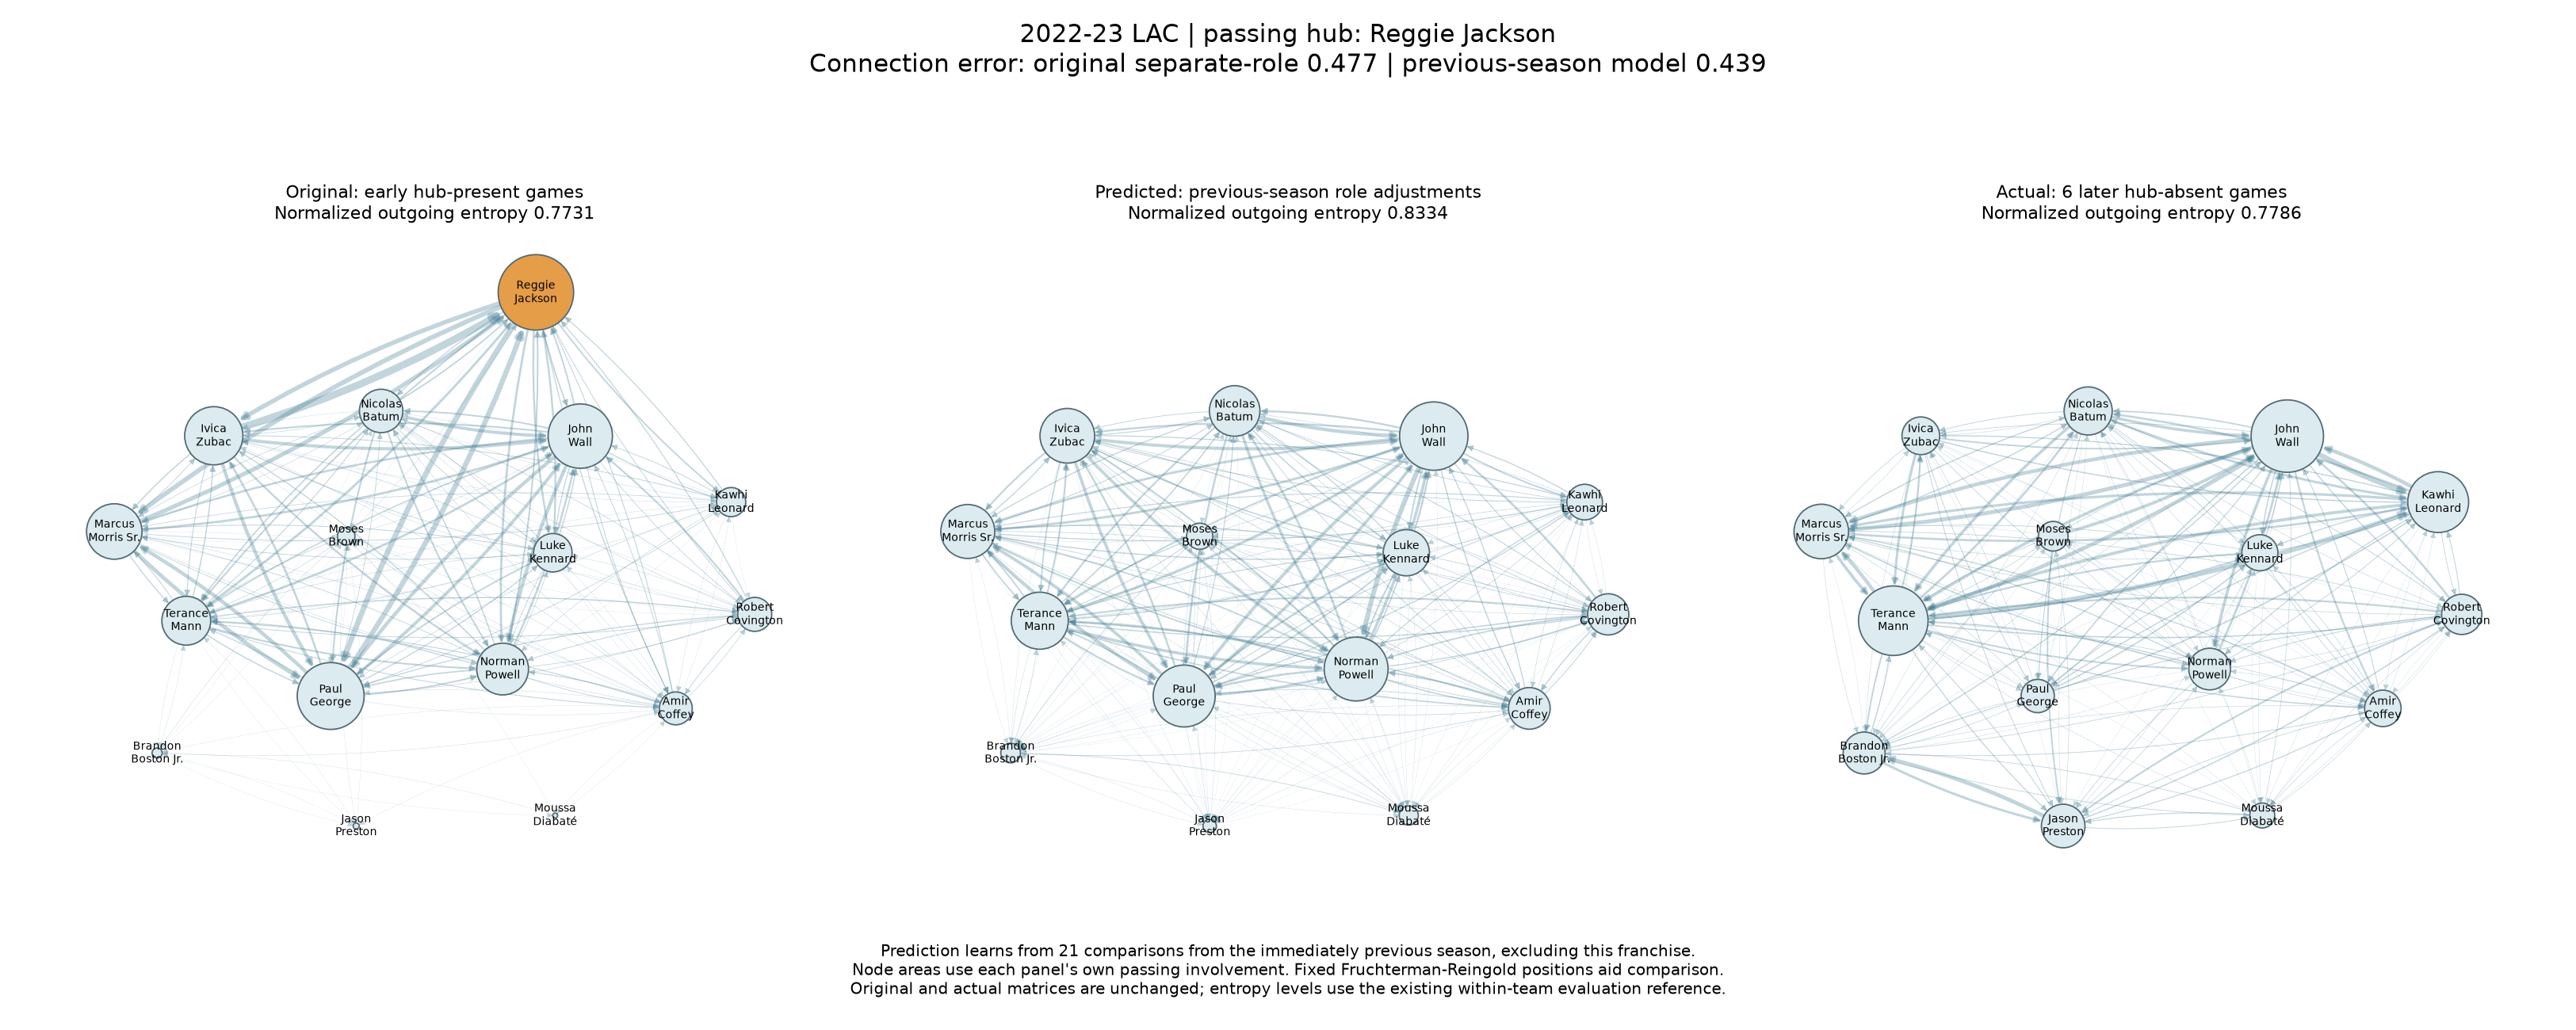 2022-23 LAC | passing hub: Reggie Jackson
Connection error: original separate-role 0.477 | previous-season model 0.439
Original: early hub-present games
Normalized outgoing entropy 0.7731
Reggie
Jackson
Nicolas
Batum
Ivica
Zubac
John
Wall
Kawhi
Leonard
Marcus
Morris Sr.
Moses
Brown
Luke
Kennard
Terance
Mann
Robert
Covington
Norman
Powell
Paul
George
Amir
Coffey
Brandon
Boston Jr.
Jason
Preston
Moussa
Diabaté
Predicted: previous-season role adjustments
Normalized outgoing entropy 0.8334
Nicolas
Batum
Ivica
Zubac
John
Wall
Kawhi
Leonard
Marcus
Morris Sr.
Moses
Brown
Luke
Kennard
Terance
Mann
Robert
Covington
Norman
Powell
Paul
George
Amir
Coffey
Brandon
Boston Jr.
Jason
Preston
Moussa
Diabaté
Actual: 6 later hub-absent games
Normalized outgoing entropy 0.7786
Nicolas
Batum
Ivica
Zubac
John
Wall
Kawhi
Leonard
Marcus
Morris Sr.
Moses
Brown
Luke
Kennard
Terance
Mann
Robert
Covington
Norman
Powell
Paul
George
Amir
Coffey
Brandon
Boston Jr.
Jason
Preston
Moussa
Diabaté
Prediction learns from 21 comparisons from the immediately previous season, excluding this franchise.
Node areas use each panel's own passing involvement. Fixed Fruchterman-Reingold positions aid comparison.
Original and actual matrices are unchanged; entropy levels use the existing within-team evaluation reference.